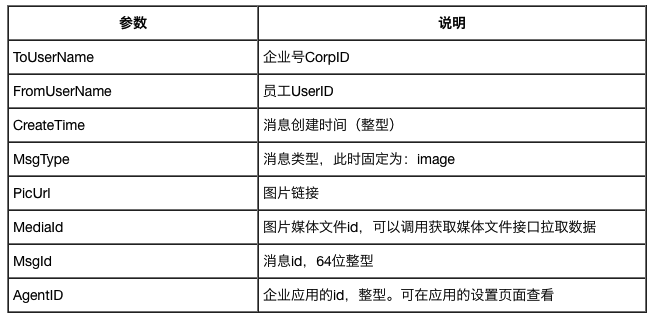 参数 说明
ToUserName 企业号CorpID
FromUserName 员工UserID
CreateTime 消息创建时间（整型）
MsgType 消息类型，此时固定为：image
PicUrl 图片链接
MediaId 图片媒体文件id，可以调用获取媒体文件接口拉取数据
MsgId 消息id，64位整型
AgentID 企业应用的id，整型。可在应用的设置页面查看